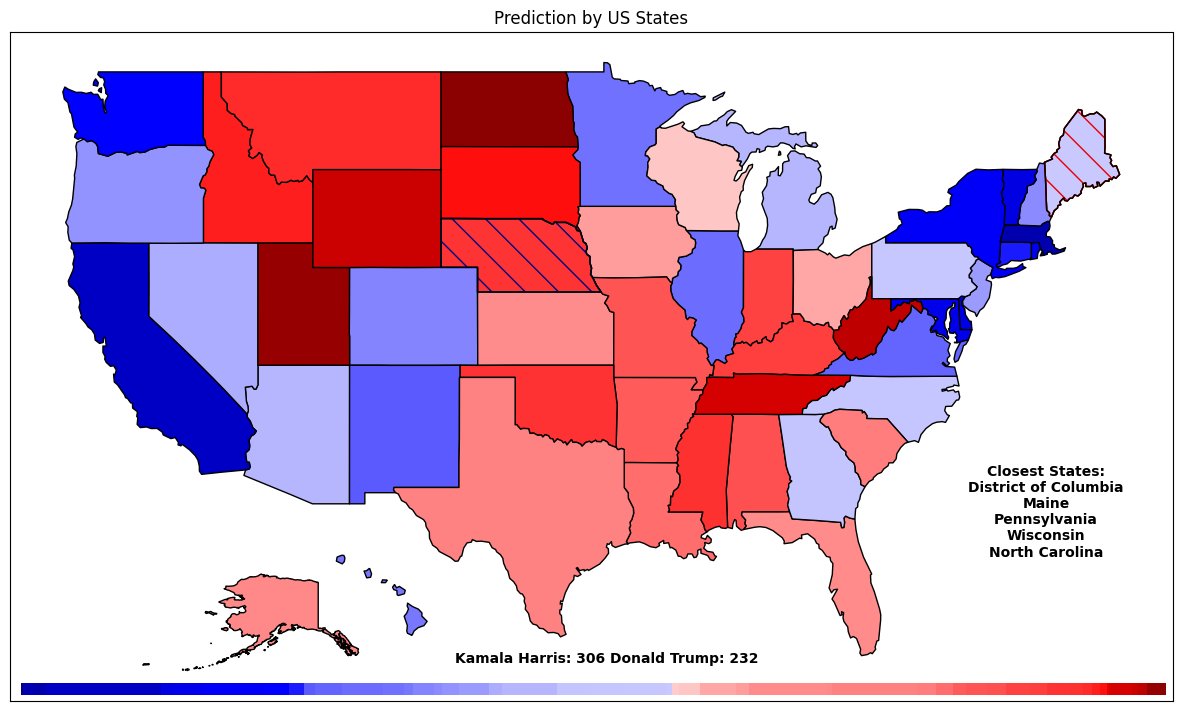 Prediction by US States
Closest States:
District of Columbia
Maine
Pennsylvania
Wisconsin
North Carolina
Kamala Harris: 306 Donald Trump: 232